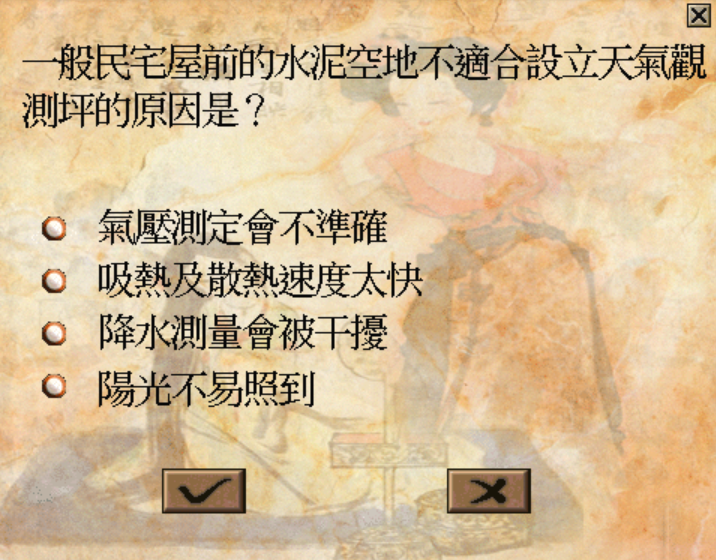 一般民宅屋前的水泥空地不適合設立天氣觀
測坪的原因是？
氣壓測定會不準確
吸熱及散熱速度太快
降水測量會被干擾
陽光不易照到